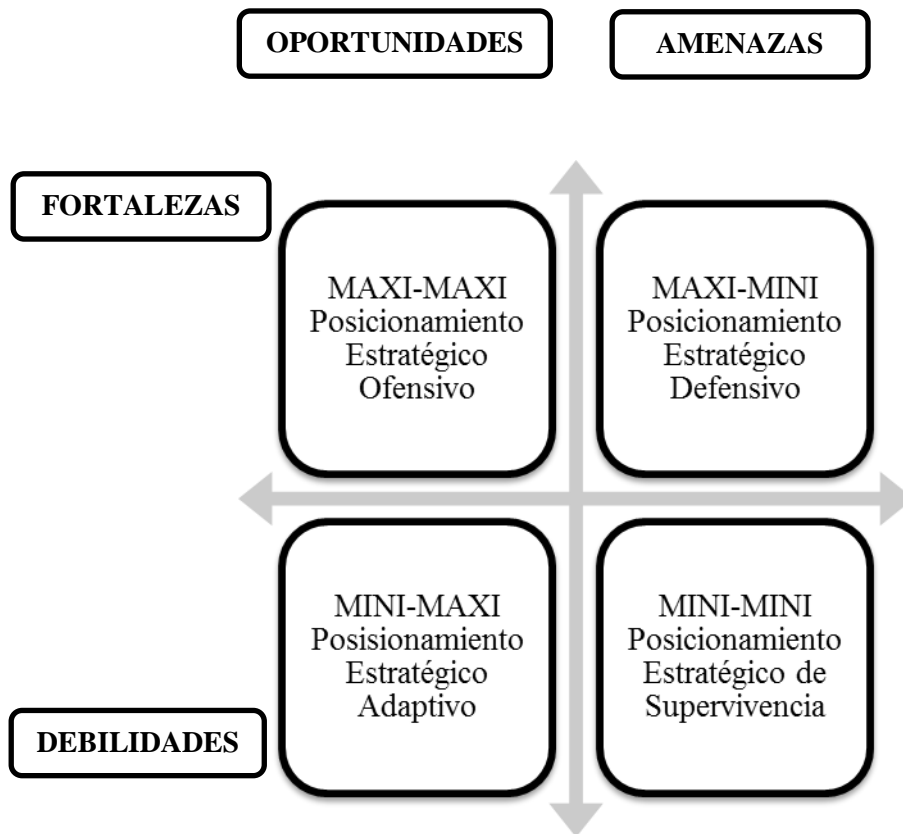 OPORTUNIDADES
AMENAZAS
FORTALEZAS
MAXI-MAXI
Posicionamiento
Estratégico
Ofensivo
MAXI-MINI
Posicionamiento
Estratégico
Defensivo
MINI-MAXI
Posisionamiento
Estratégico
Adaptivo
MINI-MINI
Posicionamiento
Estratégico de
Supervivencia
DEBILIDADES